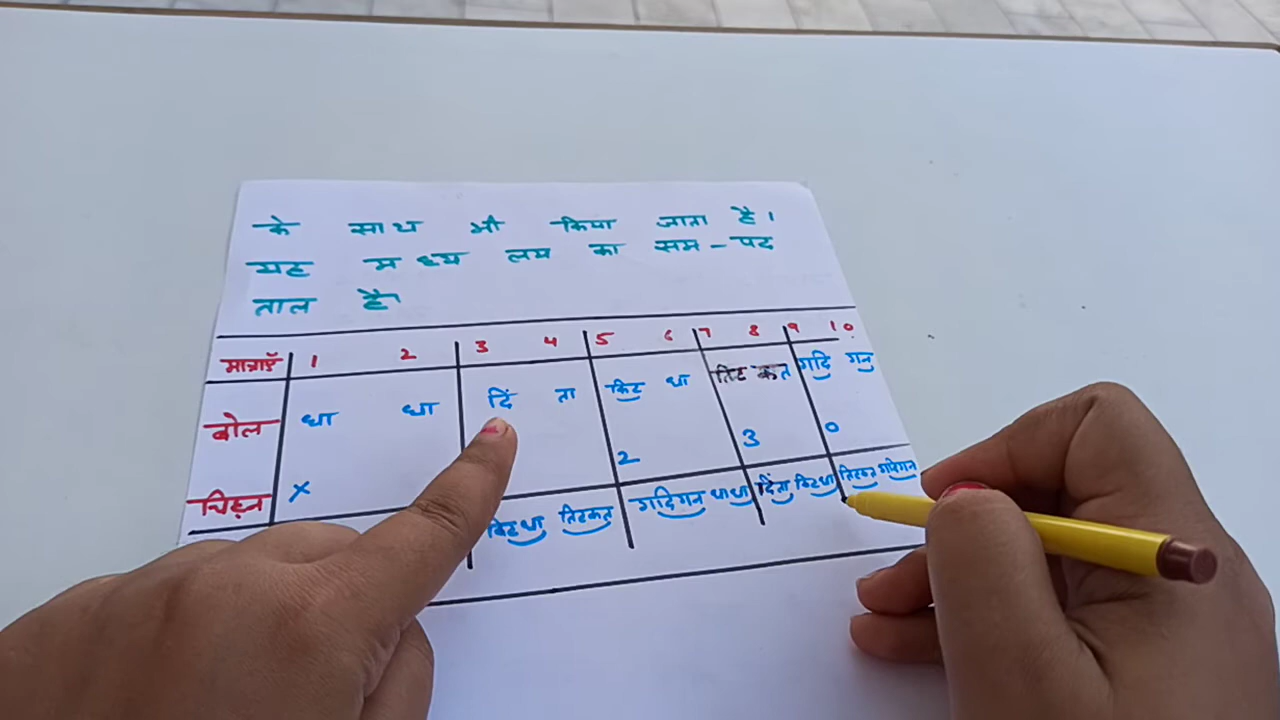 के साथ भी किया जाता है।
यह मध्य लय का सम-पद
ताल है
मात्राएँ 1 2 3 4 5 6 7 8 9 10
बोल धा धा दिं ता किट धा तिट कत गदि गन
चिह्न × 2 3 0
किटधा तिटकत गदिगन धाधा दिंता किटधा तिटकत गदिगन